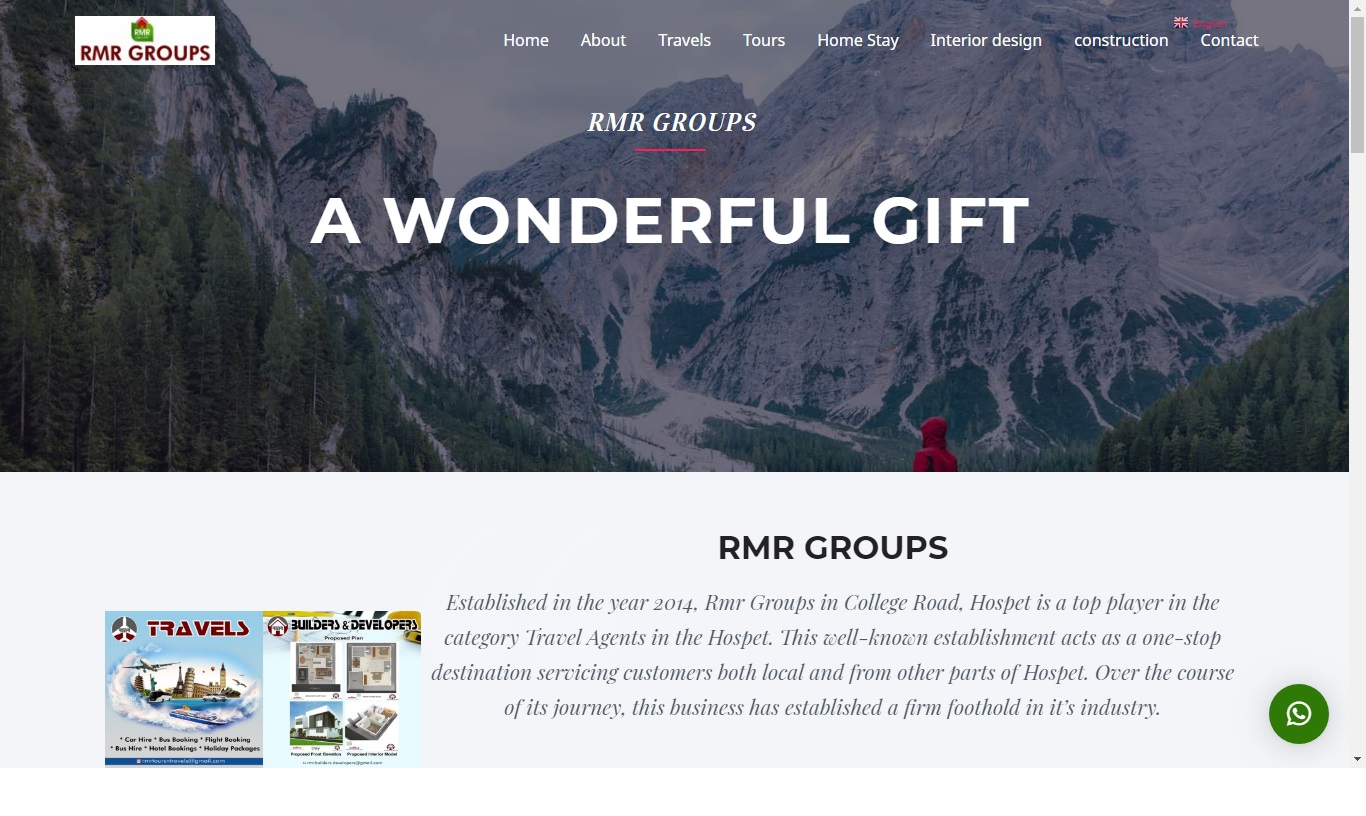 RMR
RMR GROUPS
Home About Travels Tours Home Stay Interior design construction Contact
English
RMR GROUPS
A WONDERFUL GIFT
RMR GROUPS
Established in the year 2014, Rmr Groups in College Road, Hospet is a top player in the
category Travel Agents in the Hospet. This well-known establishment acts as a one-stop
destination servicing customers both local and from other parts of Hospet. Over the course
of its journey, this business has established a firm foothold in it's industry.
TRAVELS
* Car Hire * Bus Booking * Flight Booking
* Bus Hire * Hotel Bookings * Holiday Packages
rmrtoursntravels@gmail.com
BUILDERS & DEVELOPERS
Proposed Plan
Proposed Front Elevation Proposed Interior Model